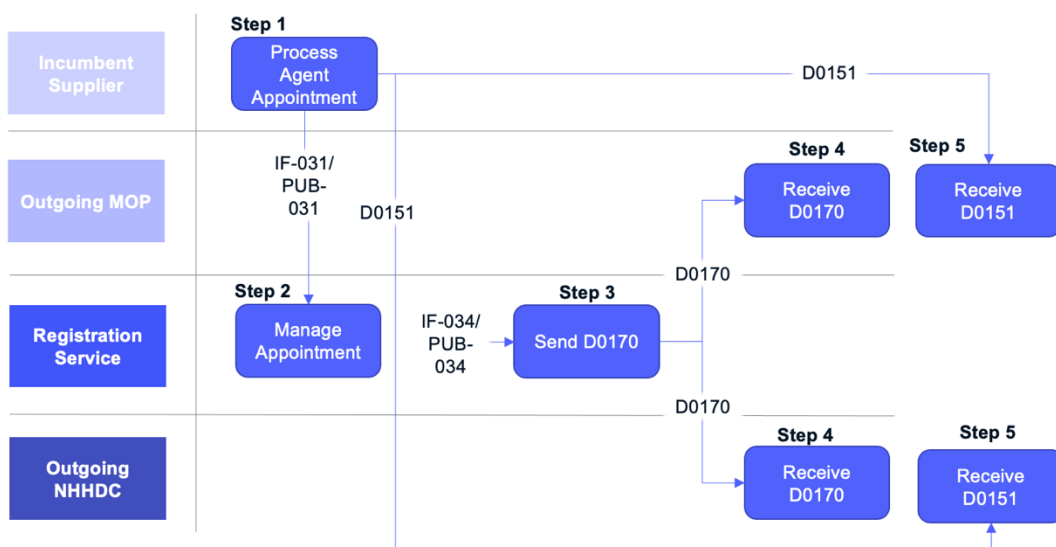 Step 1
Incumbent
Supplier
Process
Agent
Appointment
D0151
IF-031/
PUB-
031
D0151
Step 4
Step 5
Outgoing MOP
Receive
D0170
Receive
D0151
D0170
Step 2
Step 3
Registration
Service
Manage
Appointment
IF-034/
PUB-
034
Send D0170
D0170
Step 4
Step 5
Outgoing
NHHDC
Receive
D0170
Receive
D0151